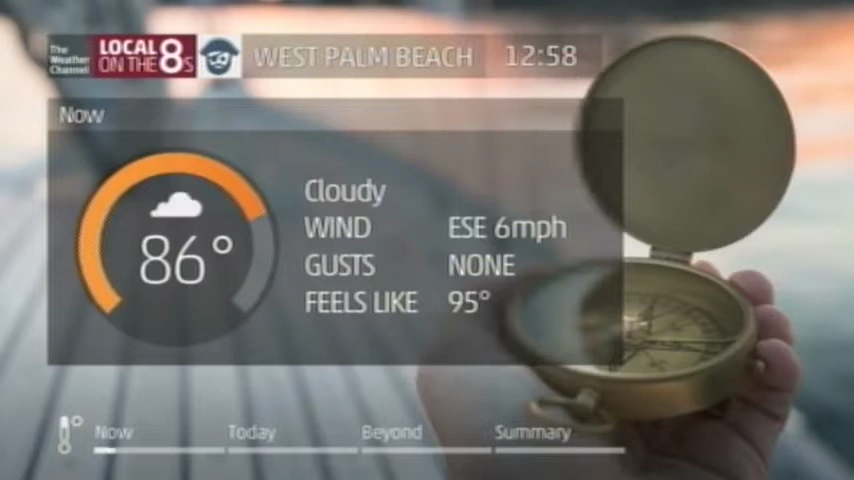 The
Weather
Channel
LOCAL
ON THE 8s
WEST PALM BEACH 12:58
Now
86°
Cloudy
WIND ESE 6mph
GUSTS NONE
FEELS LIKE 95°
Now Today Beyond Summary